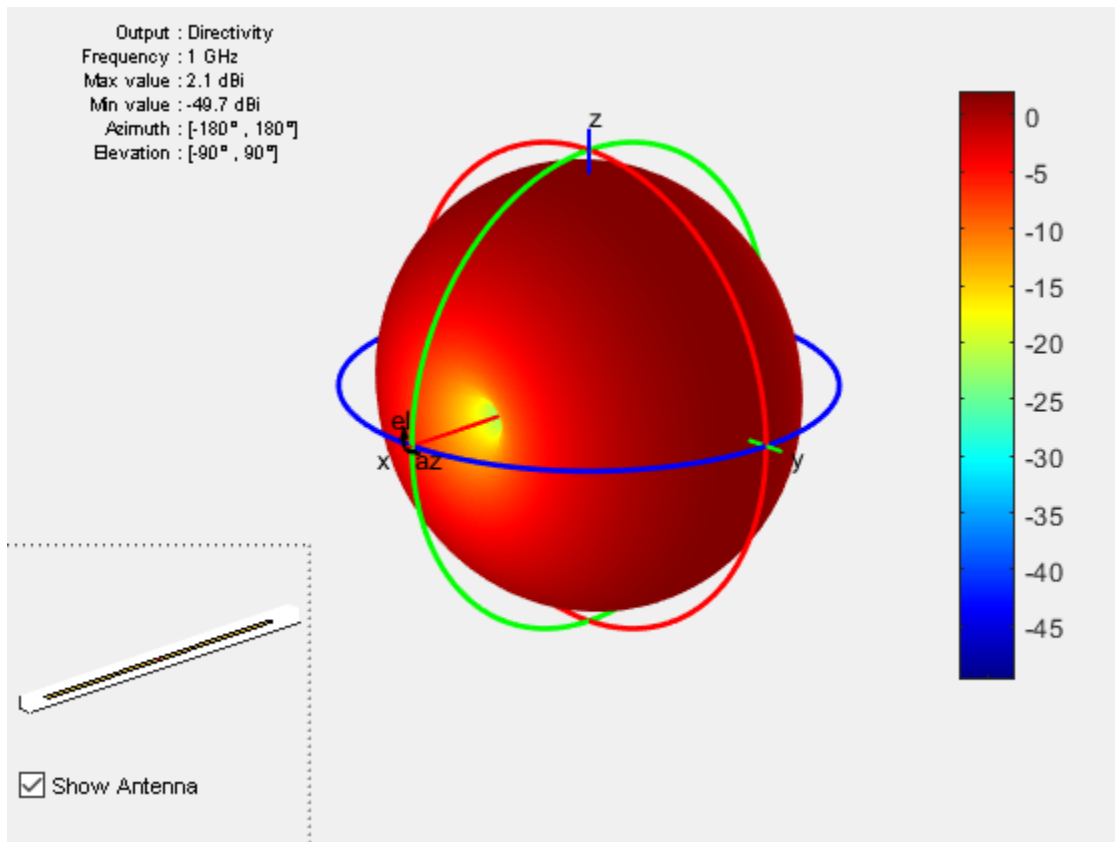 Output : Directivity
Frequency : 1 GHz
Max value : 2.1 dBi
Min value : -49.7 dBi
Azimuth : [-180° , 180°]
Elevation : [-90° , 90°]
z
0
-5
-10
-15
-20
-25
-30
-35
-40
-45
el
x az
y
Show Antenna